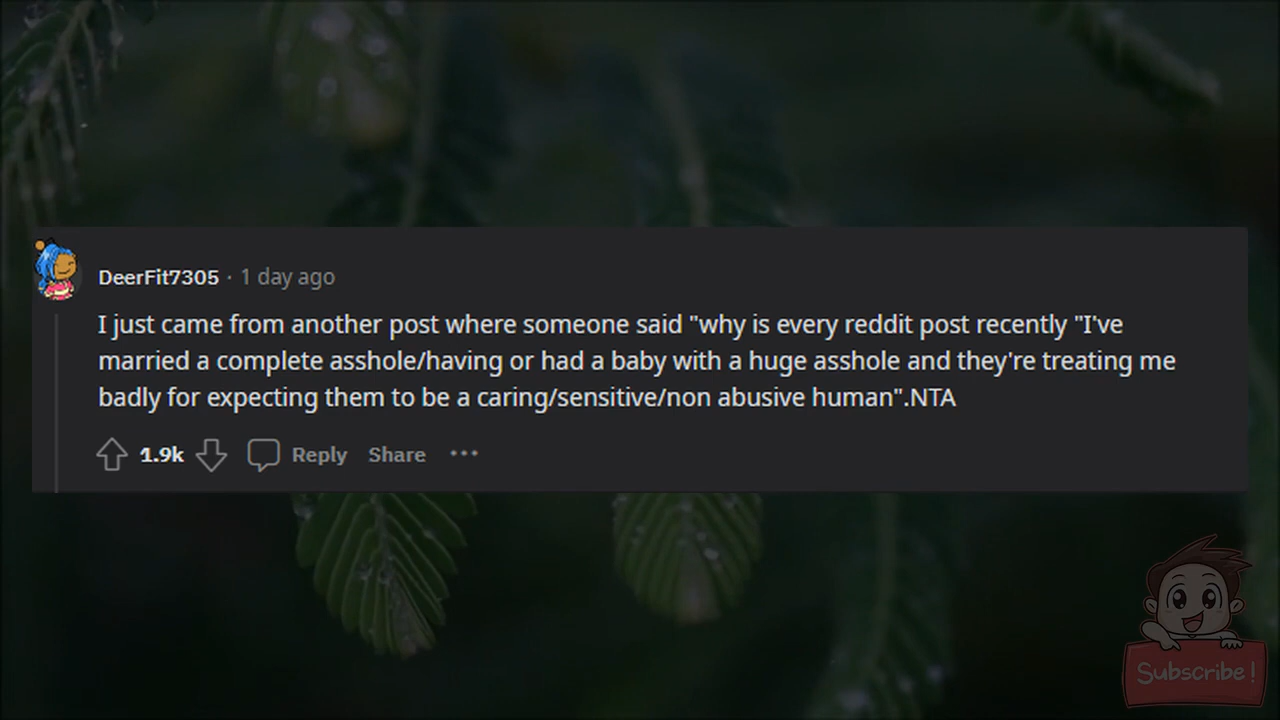 DeerFit7305 · 1 day ago
I just came from another post where someone said "why is every reddit post recently "I've
married a complete asshole/having or had a baby with a huge asshole and they're treating me
badly for expecting them to be a caring/sensitive/non abusive human".NTA
1.9k Reply Share ···
Subscribe!